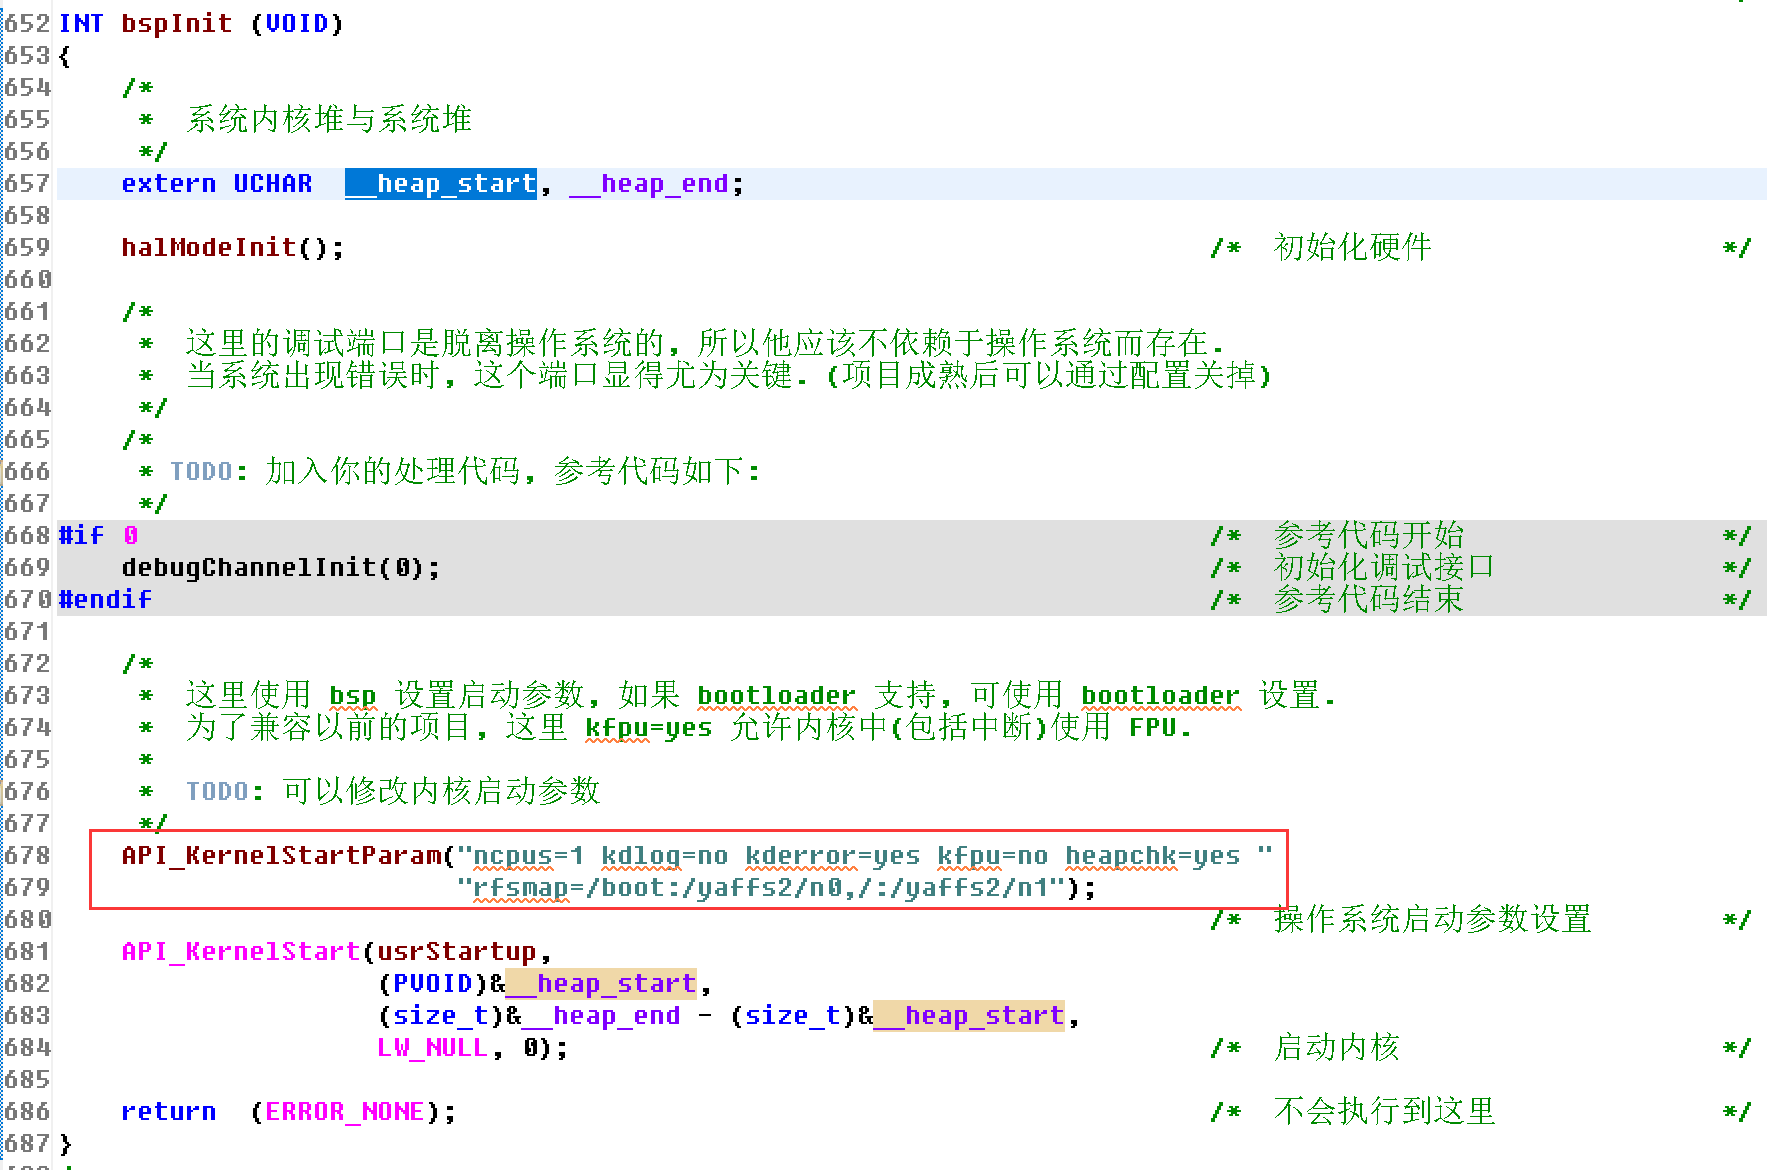 652 INT bspInit (VOID)
653 {
654     /*
655      *  系统内核堆与系统堆
656      */
657     extern UCHAR  __heap_start, __heap_end;
658
659     halModeInit();                                                      /*  初始化硬件                  */
660
661     /*
662      *  这里的调试端口是脱离操作系统的，所以他应该不依赖于操作系统而存在.
663      *  当系统出现错误时，这个端口显得尤为关键. (项目成熟后可以通过配置关掉)
664      */
665     /*
666      * TODO: 加入你的处理代码，参考代码如下:
667      */
668 #if 0                                                                   /*  参考代码开始                */
669     debugChannelInit(0);                                                /*  初始化调试接口              */
670 #endif                                                                  /*  参考代码结束                */
671
672     /*
673      *  这里使用 bsp 设置启动参数，如果 bootloader 支持，可使用 bootloader 设置.
674      *  为了兼容以前的项目，这里 kfpu=yes 允许内核中(包括中断)使用 FPU.
675      *
676      *  TODO: 可以修改内核启动参数
677      */
678     API_KernelStartParam("ncpus=1 kdlog=no kderror=yes kfpu=no heapchk=yes "
679                          "rfsmap=/boot:/yaffs2/n0,/:/yaffs2/n1");
680                                                                         /*  操作系统启动参数设置        */
681     API_KernelStart(usrStartup,
682                     (PVOID)&__heap_start,
683                     (size_t)&__heap_end - (size_t)&__heap_start,
684                     LW_NULL, 0);                                        /*  启动内核                    */
685
686     return  (ERROR_NONE);                                               /*  不会执行到这里              */
687 }